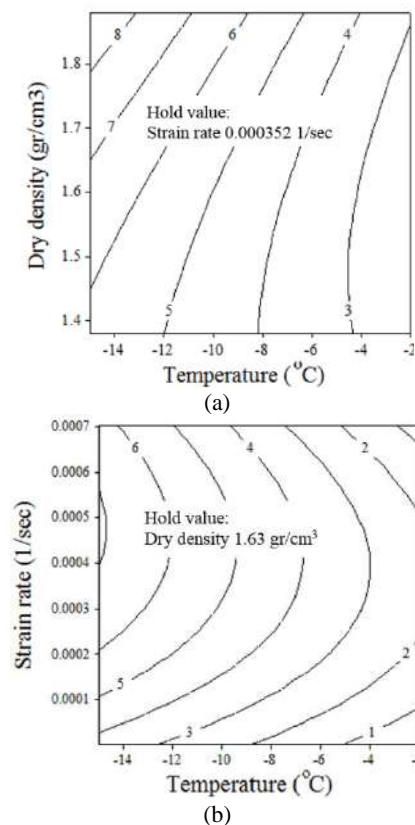 8
6
4
1.8
Hold value:
Strain rate 0.000352 1/sec
7
1.7
1.6
1.5
5
3
1.4
Dry density (gr/cm3)
-14 -12 -10 -8 -6 -4 -2
Temperature (°C)
(a)
0.0007
6
4
2
0.0006
Hold value:
Dry density 1.63 gr/cm³
0.0005
0.0004
0.0003
0.0002
2
5
0.0001
3
1
Strain rate (1/sec)
-14 -12 -10 -8 -6 -4 -2
Temperature (°C)
(b)